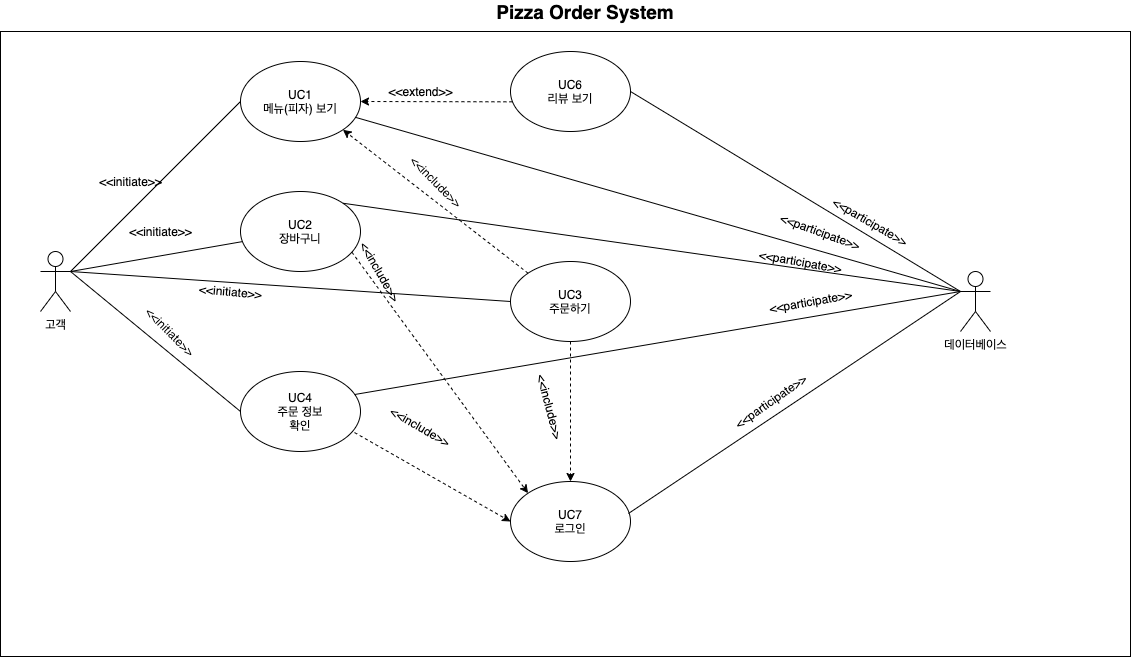 Pizza Order System
UC1
메뉴(피자) 보기
<<extend>>
UC6
리뷰 보기
<<include>>
<<initiate>>
<<initiate>>
UC2
장바구니
<<participate>>
<<participate>>
<<participate>>
<<include>>
고객
<<initiate>>
UC3
주문하기
<<participate>>
데이터베이스
<<initiate>>
UC4
주문 정보
확인
<<include>>
<<include>>
<<participate>>
UC7
로그인